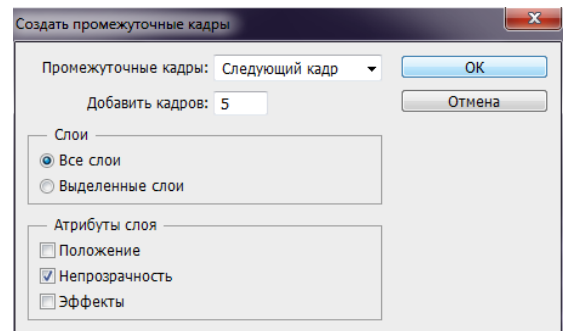 Создать промежуточные кадры
Промежуточные кадры: Следующий кадр
OK
Добавить кадров: 5
Отмена
Слои
Все слои
Выделенные слои
Атрибуты слоя
Положение
Непрозрачность
Эффекты